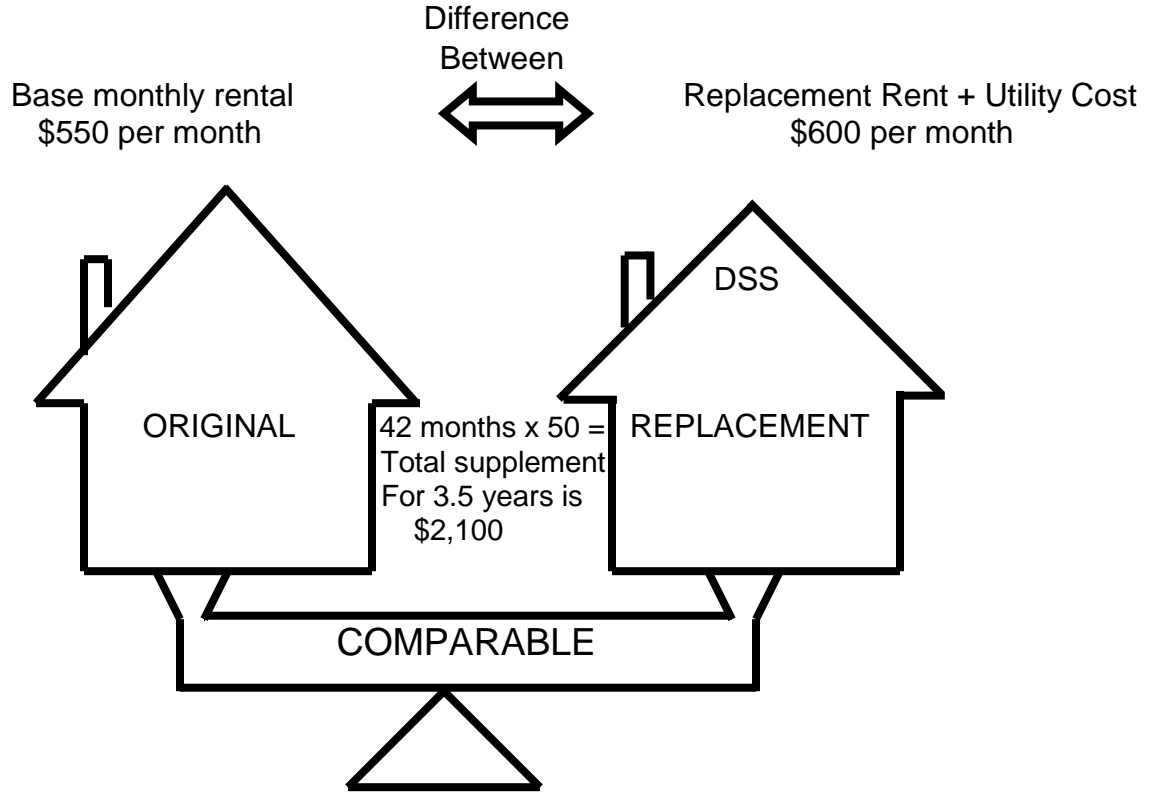 Difference
Between
Base monthly rental
$550 per month
Replacement Rent + Utility Cost
$600 per month
DSS
ORIGINAL
42 months x 50 =
Total supplement
For 3.5 years is
$2,100
REPLACEMENT
COMPARABLE